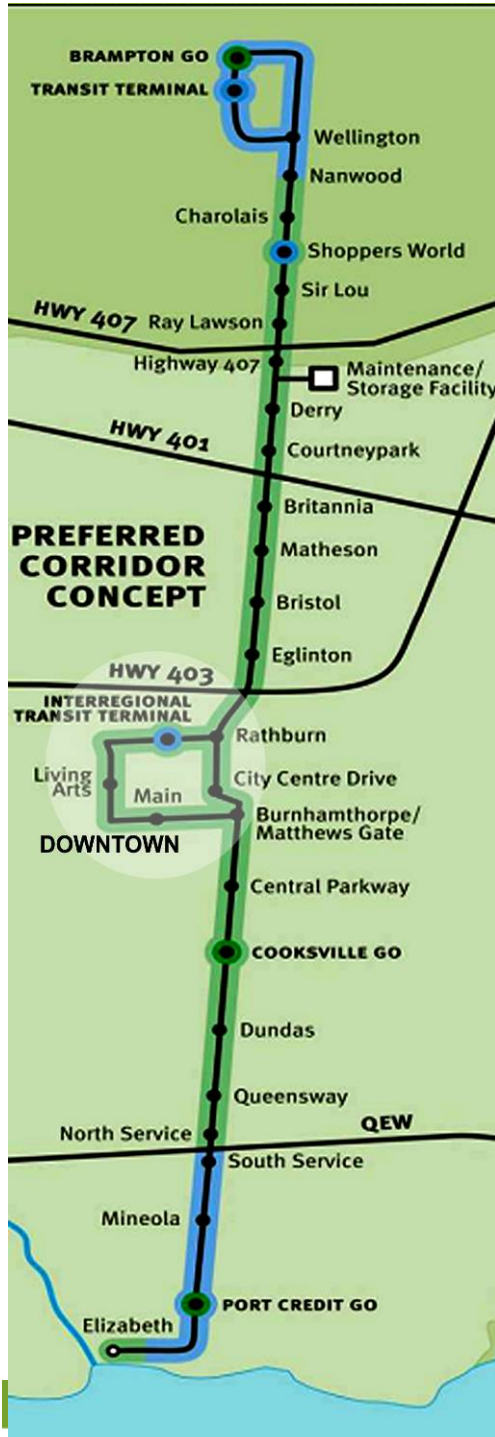 BRAMPTON GO
TRANSIT TERMINAL
Wellington
Nanwood
Charolais
Shoppers World
Sir Lou
HWY 407
Ray Lawson
Highway 407
Maintenance/
Storage Facility
Derry
HWY 401
Courtneypark
Britannia
PREFERRED
CORRIDOR
CONCEPT
Matheson
Bristol
Eglinton
HWY 403
INTERREGIONAL
TRANSIT TERMINAL
Rathburn
Living
Arts
City Centre Drive
Main
Burnhamthorpe/
Matthews Gate
DOWNTOWN
Central Parkway
COOKSVILLE GO
Dundas
Queensway
QEW
North Service
South Service
Mineola
PORT CREDIT GO
Elizabeth